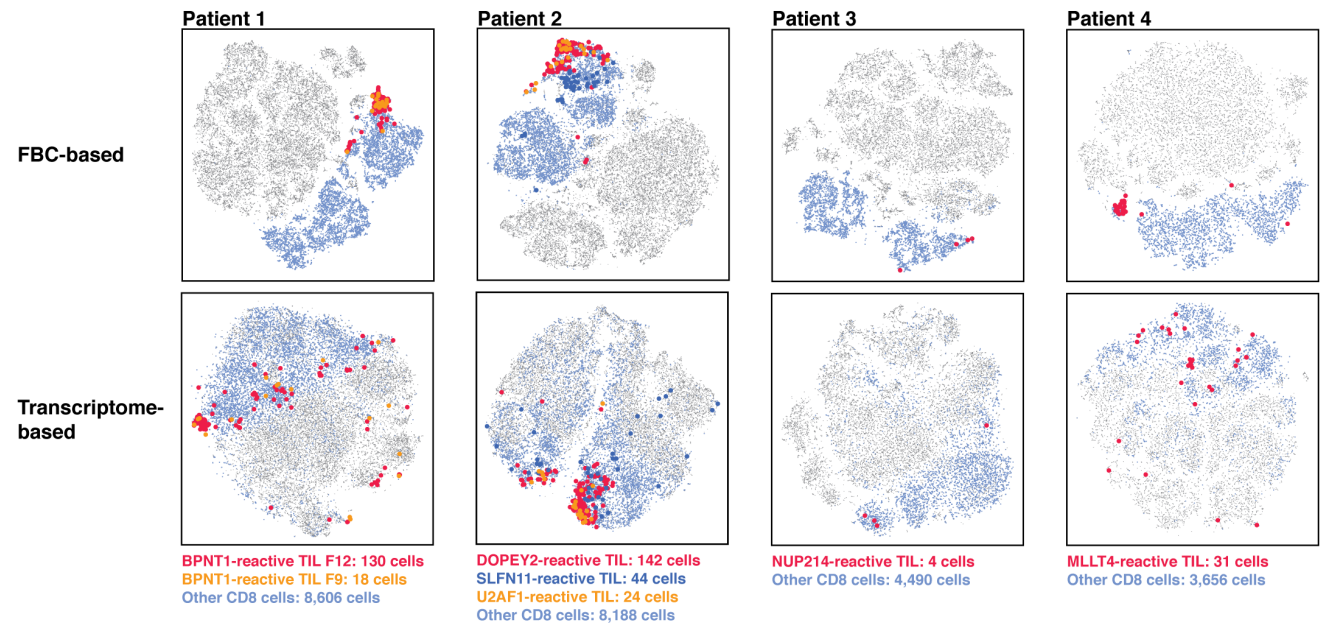 Patient 1
Patient 2
Patient 3
Patient 4
FBC-based
Transcriptome-
based
BPNT1-reactive TIL F12: 130 cells
BPNT1-reactive TIL F9: 18 cells
Other CD8 cells: 8,606 cells
DOPEY2-reactive TIL: 142 cells
SLFN11-reactive TIL: 44 cells
U2AF1-reactive TIL: 24 cells
Other CD8 cells: 8,188 cells
NUP214-reactive TIL: 4 cells
Other CD8 cells: 4,490 cells
MLLT4-reactive TIL: 31 cells
Other CD8 cells: 3,656 cells